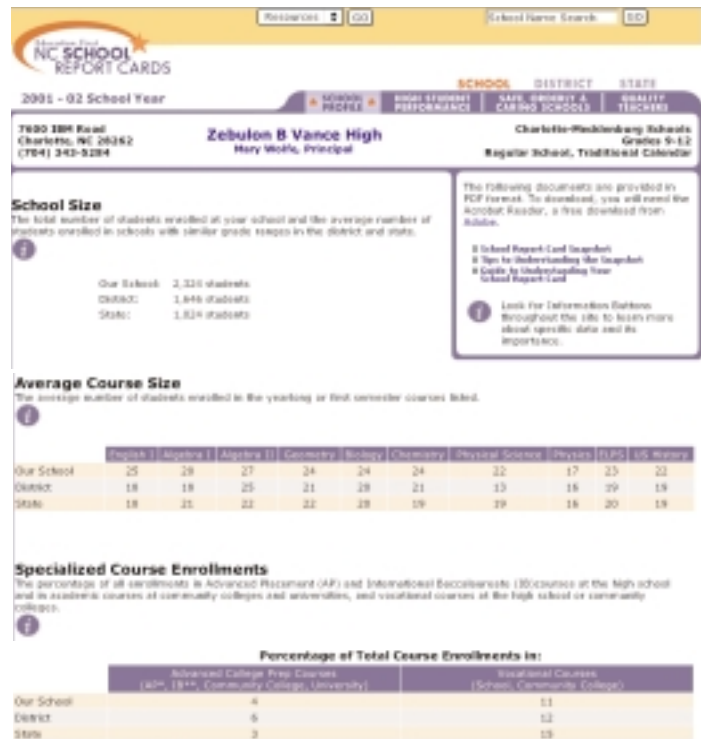 Resources GO School Name Search GO
NC SCHOOL
REPORT CARDS
SCHOOL DISTRICT STATE
2001 - 02 School Year
SCHOOL PROFILE HIGH STUDENT PERFORMANCE SAFE, ORDERLY & CARING SCHOOLS QUALITY TEACHERS
7600 IBM Road
Charlotte, NC 28262
(704) 343-5284
Zebulon B Vance High
Mary Wolfe, Principal
Charlotte-Mecklenburg Schools
Grades 9-12
Regular School, Traditional Calendar
School Size
The total number of students enrolled at your school and the average number of
students enrolled in schools with similar grade ranges in the district and state.
Our School: students
District: 1,646 students
State: students
The following documents are provided in
PDF format. To download, you will need the
Acrobat Reader, a free download from
Adobe.
School Report Card Snapshot
Tips to Understanding the Snapshot
Guide to Understanding Your
School Report Card
Look for Information Buttons
throughout the site to learn more
about specific data and its
importance.
Average Course Size
The average number of students enrolled in the yearlong or first semester courses listed.
English I Algebra I Algebra II Geometry Biology Chemistry Physical Science Physics ELPS US History
Our School 25 28 27 24 24 24 22 17 23 22
District 21 21 13 16 19 19
State 21 22 22 19 19 16 20 19
Specialized Course Enrollments
The percentage of all enrollments in Advanced Placement (AP) and International Baccalaureate (IB)courses at the high school
and in academic courses at community colleges and universities, and vocational courses at the high school or community
colleges.
Percentage of Total Course Enrollments in:
Advanced College Prep Courses
(AP*, IB**, Community College, University)
Vocational Courses
(School, Community College)
Our School 4 11
District 6 12
State 3 15